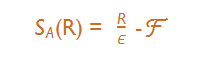 S_A(R) = R/ϵ - ℱ